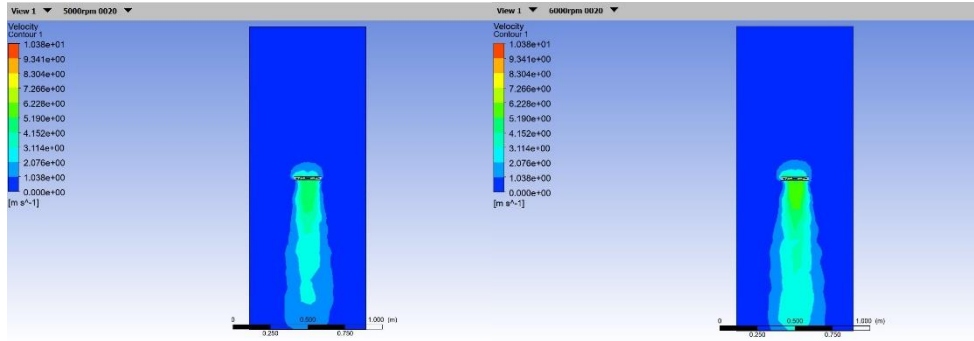 View 1 ▼ 5000rpm 0020 ▼
Velocity
Contour 1
1.038e+01
9.341e+00
8.304e+00
7.266e+00
6.228e+00
5.190e+00
4.152e+00
3.114e+00
2.076e+00
1.038e+00
0.000e+00
[m s^-1]
0 0.500 1.000 (m)
0.250 0.750
View 1 ▼ 6000rpm 0020 ▼
Velocity
Contour 1
1.038e+01
9.341e+00
8.304e+00
7.266e+00
6.228e+00
5.190e+00
4.152e+00
3.114e+00
2.076e+00
1.038e+00
0.000e+00
[m s^-1]
0 0.500 1.000 (m)
0.250 0.750